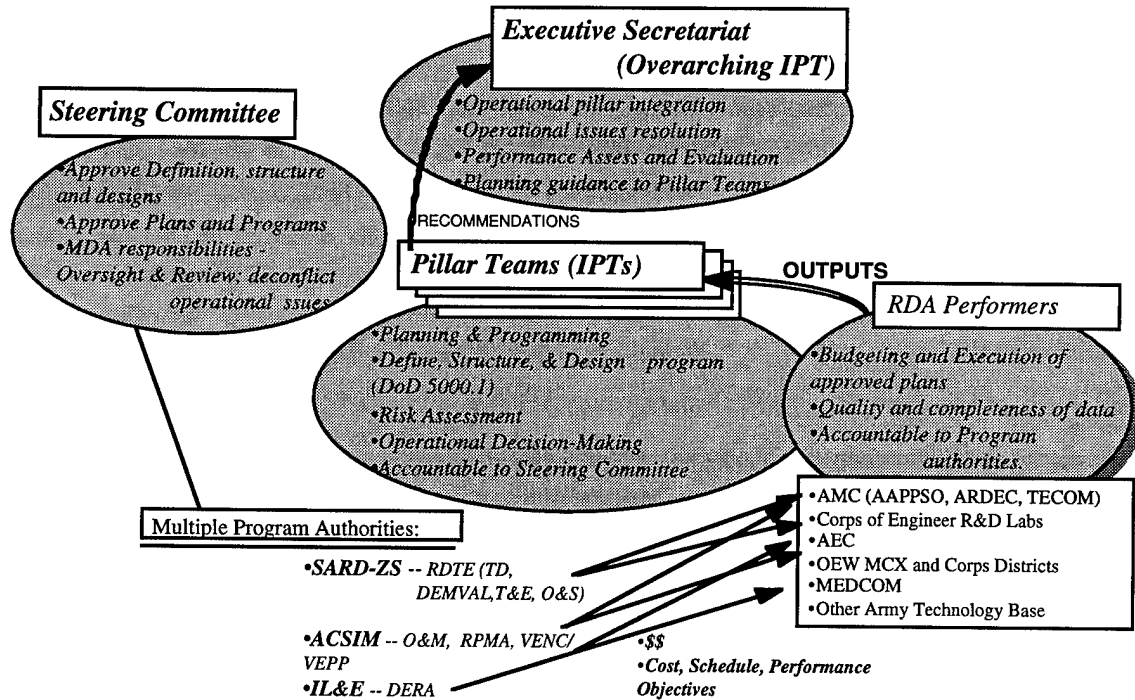 Executive Secretariat
(Overarching IPT)
•Operational pillar integration
•Operational issues resolution
•Performance Assess and Evaluation
•Planning guidance to Pillar Teams
Steering Committee
•Approve Definition, structure
and designs
•Approve Plans and Programs
•MDA responsibilities -
Oversight & Review; deconflict
operational ssues
RECOMMENDATIONS
Pillar Teams (IPTs)
OUTPUTS
RDA Performers
•Planning & Programming
•Define, Structure, & Design program
(DoD 5000.1)
•Risk Assessment
•Operational Decision-Making
•Accountable to Steering Committee
•Budgeting and Execution of
approved plans
•Quality and completeness of data
•Accountable to Program
authorities.
•AMC (AAPPSO, ARDEC, TECOM)
•Corps of Engineer R&D Labs
•AEC
•OEW MCX and Corps Districts
•MEDCOM
•Other Army Technology Base
Multiple Program Authorities:
•SARD-ZS -- RDTE (TD,
DEMVAL,T&E, O&S)
•ACSIM -- O&M, RPMA, VENC/
VEPP
•IL&E -- DERA
•$$
•Cost, Schedule, Performance
Objectives